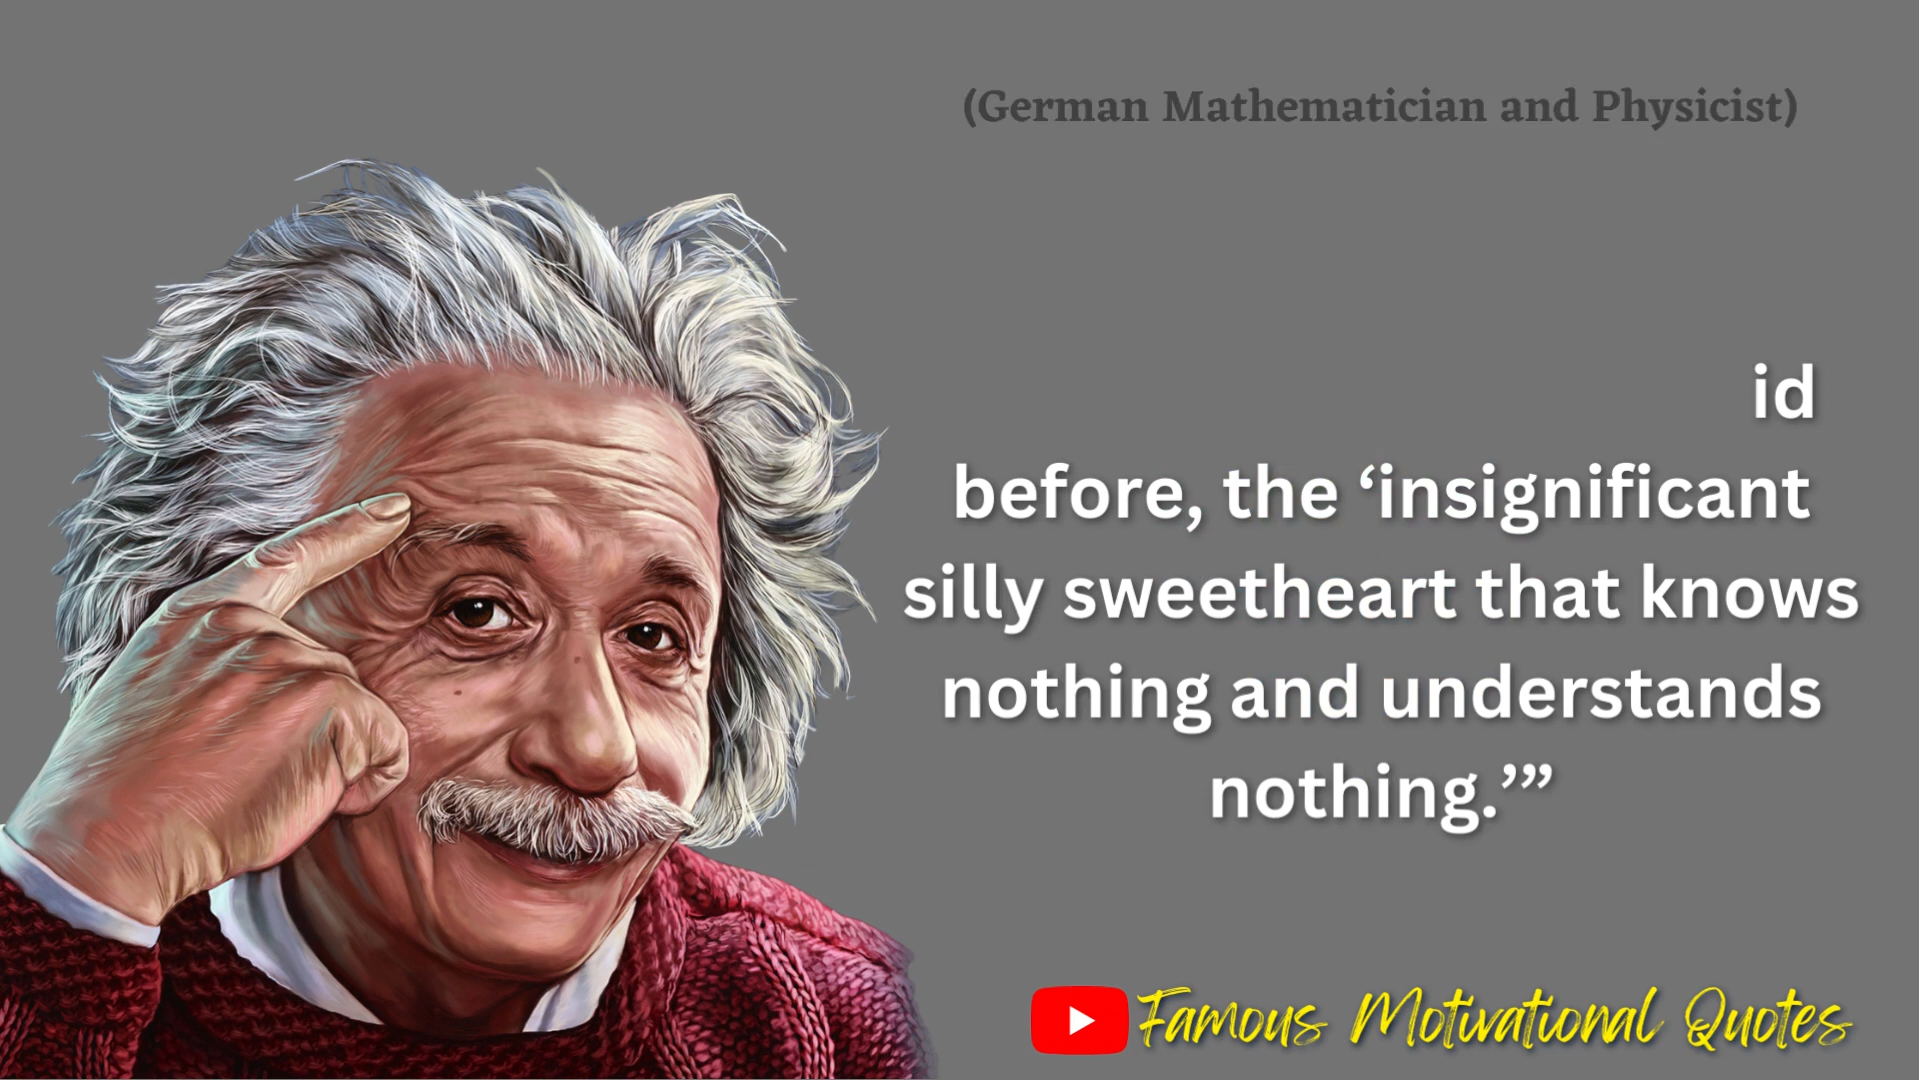 (German Mathematician and Physicist)
id
before, the ‘insignificant
silly sweetheart that knows
nothing and understands
nothing.’”
Famous Motivational Quotes